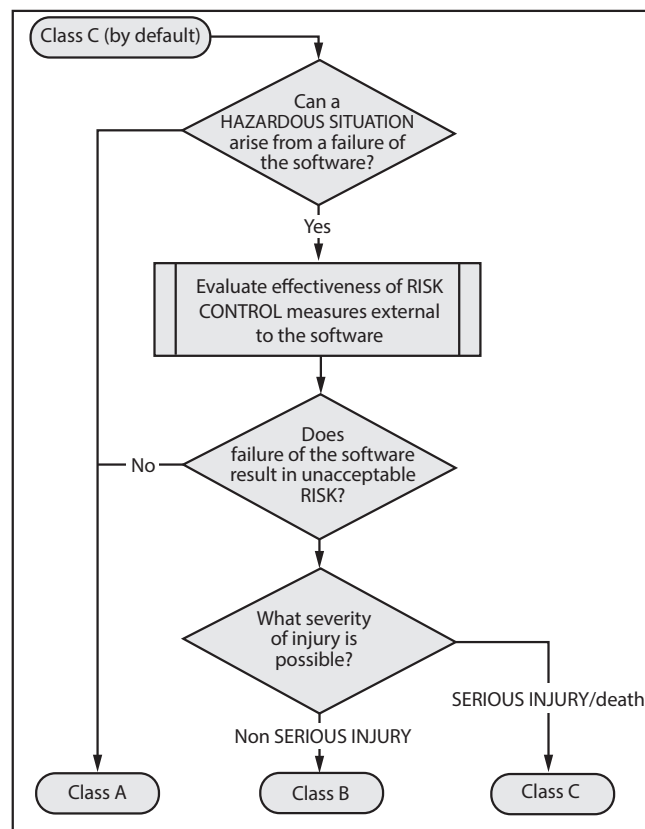 Class C (by default)
Can a
HAZARDOUS SITUATION
arise from a failure of
the software?
Yes
Evaluate effectiveness of RISK
CONTROL measures external
to the software
Does
failure of the software
result in unacceptable
RISK?
No
What severity
of injury is
possible?
SERIOUS INJURY/death
Non SERIOUS INJURY
Class A
Class B
Class C